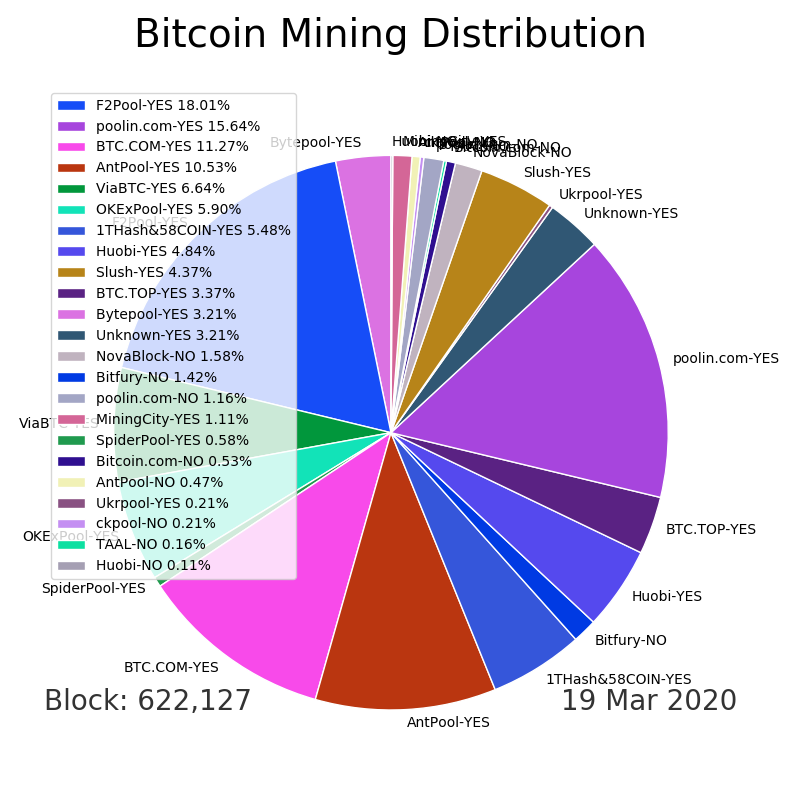 Bitcoin Mining Distribution
F2Pool-YES 18.01%
poolin.com-YES 15.64%
BTC.COM-YES 11.27%
AntPool-YES 10.53%
ViaBTC-YES 6.64%
OKExPool-YES 5.90%
1THash&58COIN-YES 5.48%
Huobi-YES 4.84%
Slush-YES 4.37%
BTC.TOP-YES 3.37%
Bytepool-YES 3.21%
Unknown-YES 3.21%
NovaBlock-NO 1.58%
Bitfury-NO 1.42%
poolin.com-NO 1.16%
MiningCity-YES 1.11%
SpiderPool-YES 0.58%
Bitcoin.com-NO 0.53%
AntPool-NO 0.47%
Ukrpool-YES 0.21%
ckpool-NO 0.21%
TAAL-NO 0.16%
Huobi-NO 0.11%
Bytepool-YES
NovaBlock-NO
Slush-YES
Ukrpool-YES
Unknown-YES
poolin.com-YES
BTC.TOP-YES
Huobi-YES
Bitfury-NO
1THash&58COIN-YES
AntPool-YES
BTC.COM-YES
SpiderPool-YES
OKExPool-YES
ViaBTC-YES
F2Pool-YES
Block: 622,127
19 Mar 2020